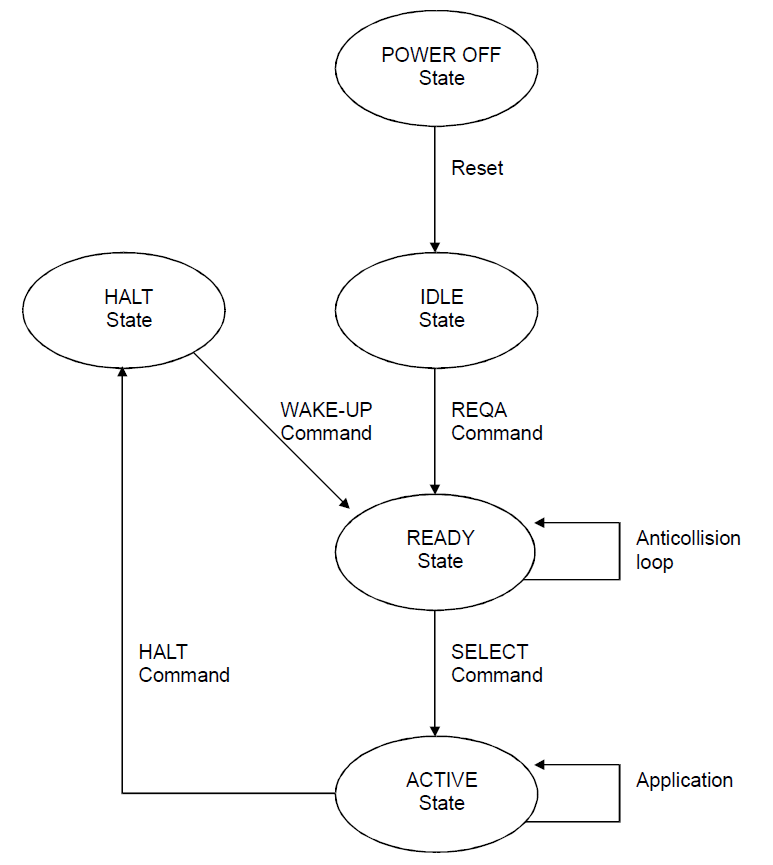 POWER OFF
State
Reset
HALT
State
IDLE
State
WAKE-UP
Command
REQA
Command
READY
State
Anticollision
loop
HALT
Command
SELECT
Command
ACTIVE
State
Application